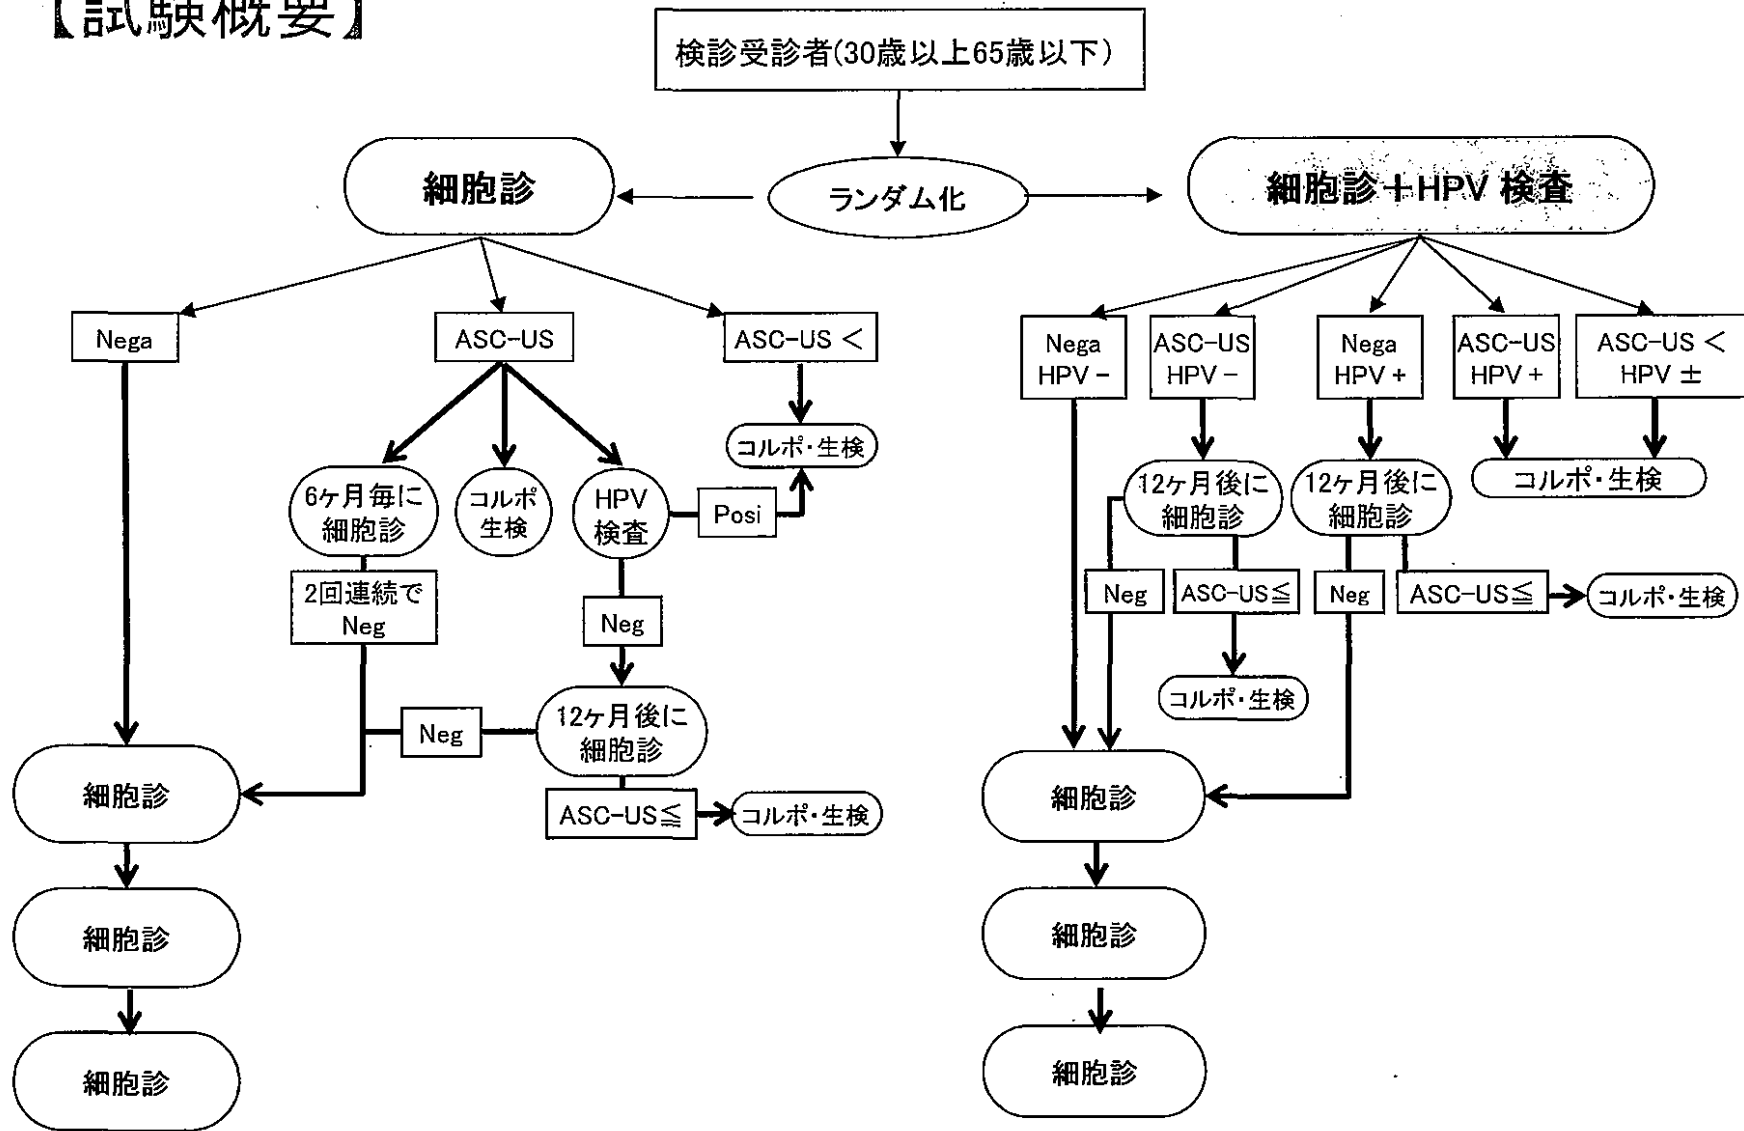 【試験概要】
検診受診者(30歳以上65歳以下)
ランダム化
細胞診
細胞診+HPV 検査
Nega
ASC-US
ASC-US <
コルポ・生検
6ヶ月毎に
細胞診
コルポ
生検
HPV
検査
Posi
2回連続で
Neg
Neg
12ヶ月後に
細胞診
Neg
ASC-US≦
コルポ・生検
細胞診
細胞診
細胞診
Nega
HPV -
ASC-US
HPV -
Nega
HPV +
ASC-US
HPV +
ASC-US <
HPV ±
12ヶ月後に
細胞診
12ヶ月後に
細胞診
コルポ・生検
Neg
ASC-US≦
Neg
ASC-US≦
コルポ・生検
コルポ・生検
細胞診
細胞診
細胞診